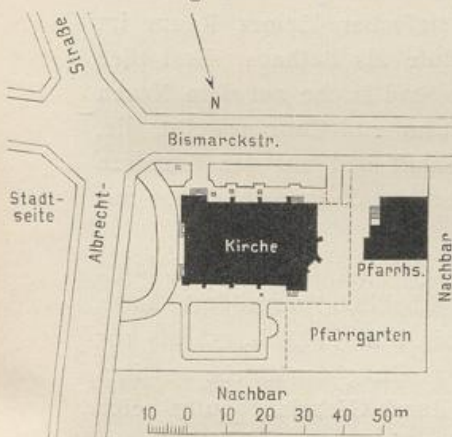 Straße
N
Bismarckstr.
Stadt-
seite
Albrecht-
Kirche
Pfarrhs.
Nachbar
Pfarrgarten
Nachbar
10 0 10 20 30 40 50m